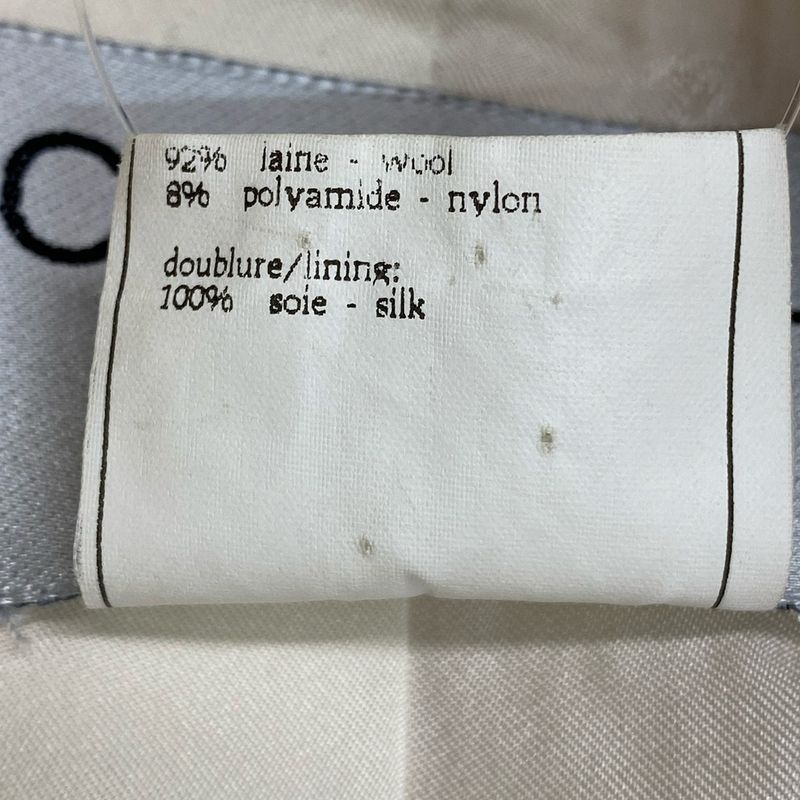 92% laine - wool
8% polyamide - nylon
doublure/lining:
100% soie - silk